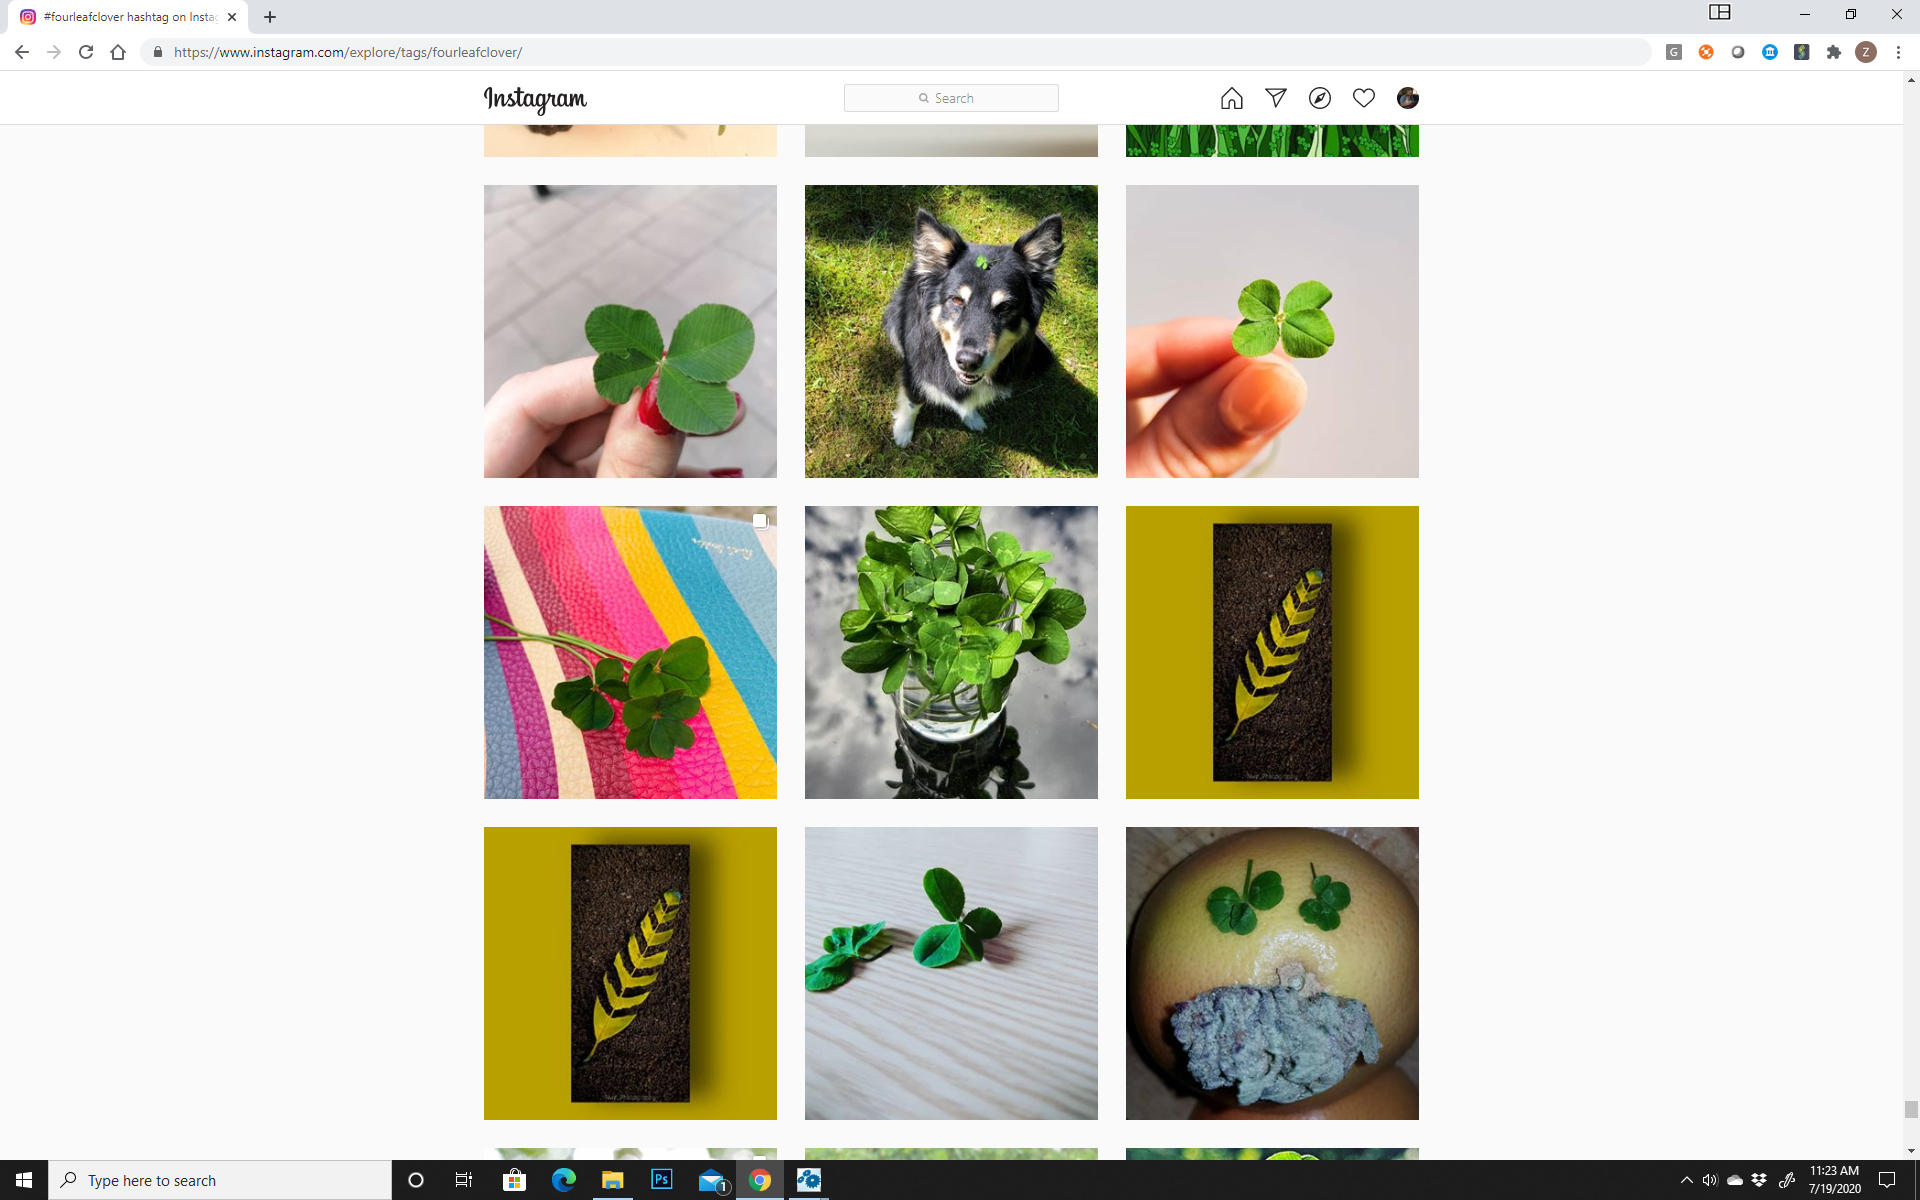 #fourleafclover hashtag on Insta
https://www.instagram.com/explore/tags/fourleafclover/
G
Z
Instagram
Search
Type here to search
Ps
1
11:23 AM
7/19/2020